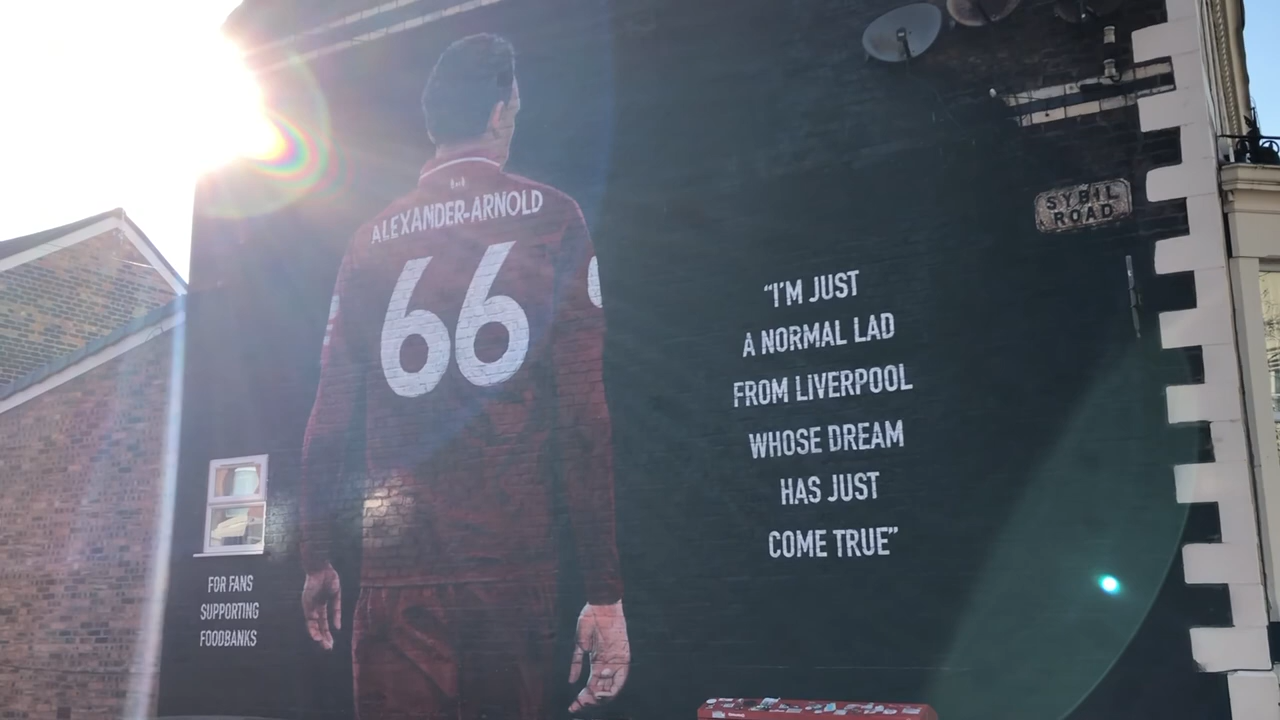 ALEXANDER-ARNOLD
66
SYBIL
ROAD
“I'M JUST
A NORMAL LAD
FROM LIVERPOOL
WHOSE DREAM
HAS JUST
COME TRUE”
FOR FANS
SUPPORTING
FOODBANKS